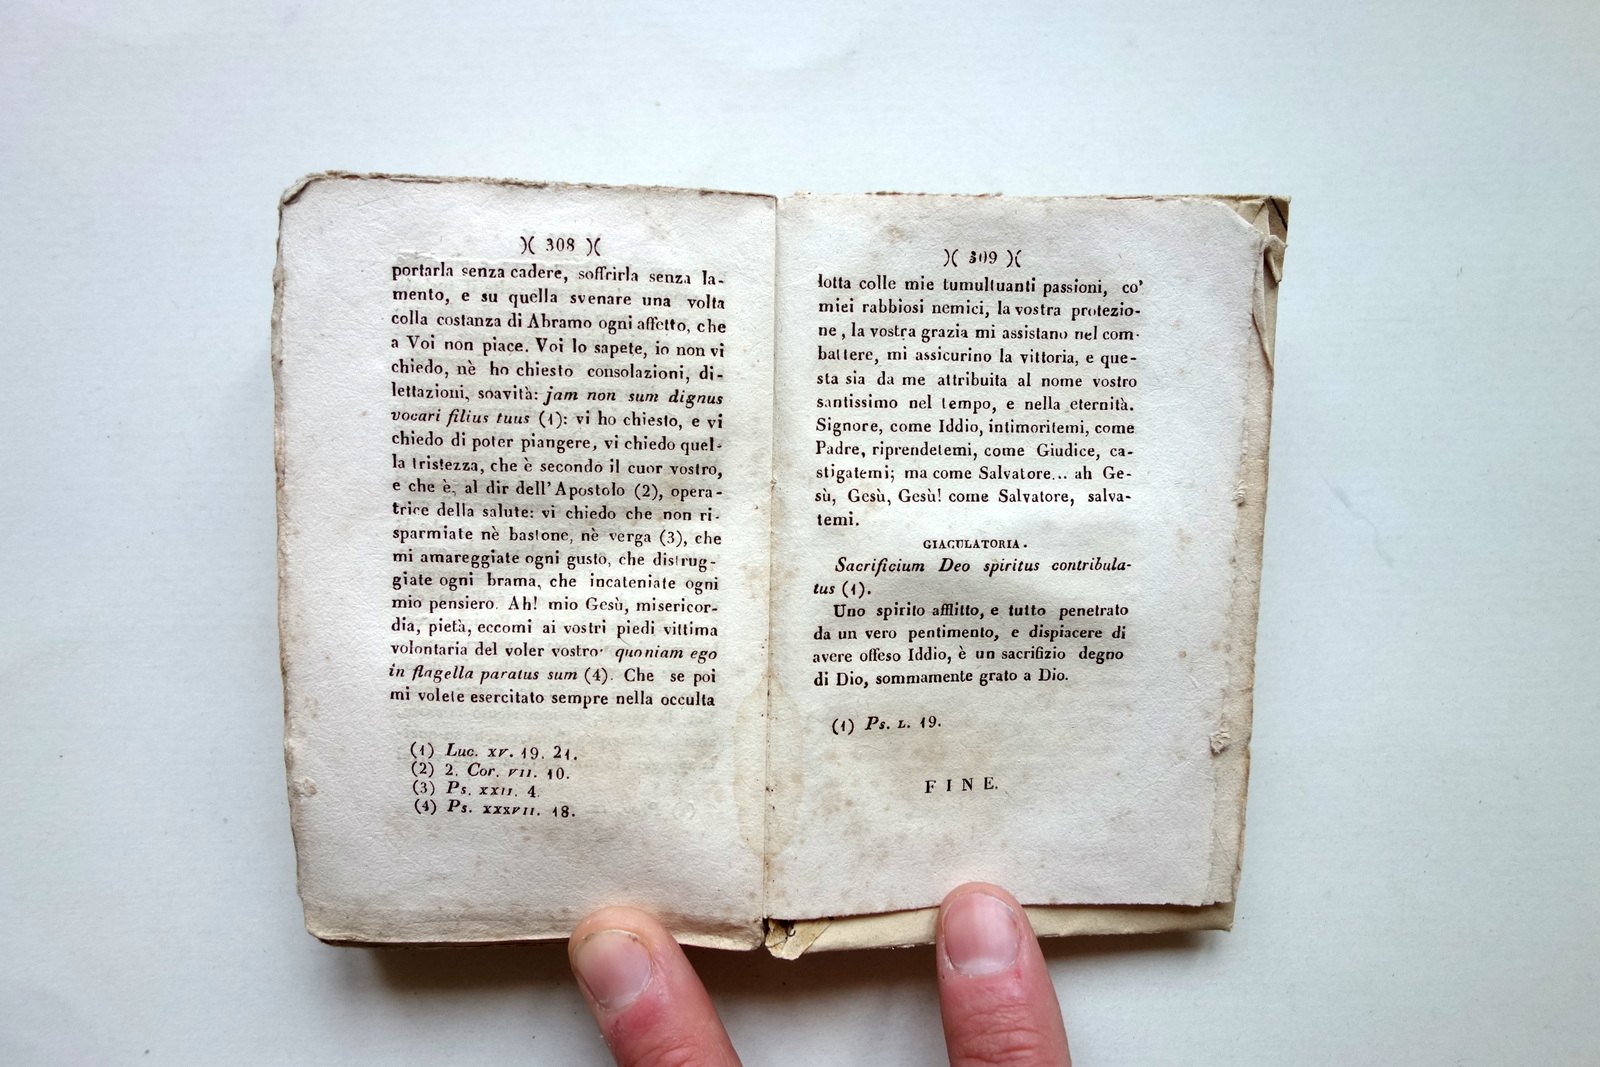 )( 308 )(
portarla senza cadere, soffrirla senza la-
mento, e su quella svenare una volta
colla costanza di Abramo ogni affetto, che
a Voi non piace. Voi lo sapete, io non vi
chiedo, nè ho chiesto consolazioni, di-
lettazioni, soavità: jam non sum dignus
vocari filius tuus (1): vi ho chiesto, e vi
chiedo di poter piangere, vi chiedo quel-
la tristezza, che è secondo il cuor vostro,
e che è, al dir dell'Apostolo (2), opera-
trice della salute: vi chiedo che non ri-
sparmiate nè bastone, nè verga (3), che
mi amareggiate ogni gusto, che distrug-
giate ogni brama, che incateniate ogni
mio pensiero. Ah! mio Gesù, misericor-
dia, pietà, eccomi ai vostri piedi vittima
volontaria del voler vostro: quoniam ego
in flagella paratus sum (4). Che se poi
mi volete esercitato sempre nella occulta
(1) Luc. XV. 19. 21.
(2) 2. Cor. VII. 10.
(3) Ps. XXII. 4.
(4) Ps. XXXVII. 18.
)( 309 )(
lotta colle mie tumultuanti passioni, co'
miei rabbiosi nemici, la vostra protezio-
ne, la vostra grazia mi assistano nel com-
battere, mi assicurino la vittoria, e que-
sta sia da me attribuita al nome vostro
santissimo nel tempo, e nella eternità.
Signore, come Iddio, intimoritemi, come
Padre, riprendetemi, come Giudice, ca-
stigatemi; ma come Salvatore... ah Ge-
sù, Gesù, Gesù! come Salvatore, salva-
temi.
GIACULATORIA.
Sacrificium Deo spiritus contribula-
tus (1).
Uno spirito afflitto, e tutto penetrato
da un vero pentimento, e dispiacere di
avere offeso Iddio, è un sacrifizio degno
di Dio, sommamente grato a Dio.
(1) Ps. L. 19.
FINE.